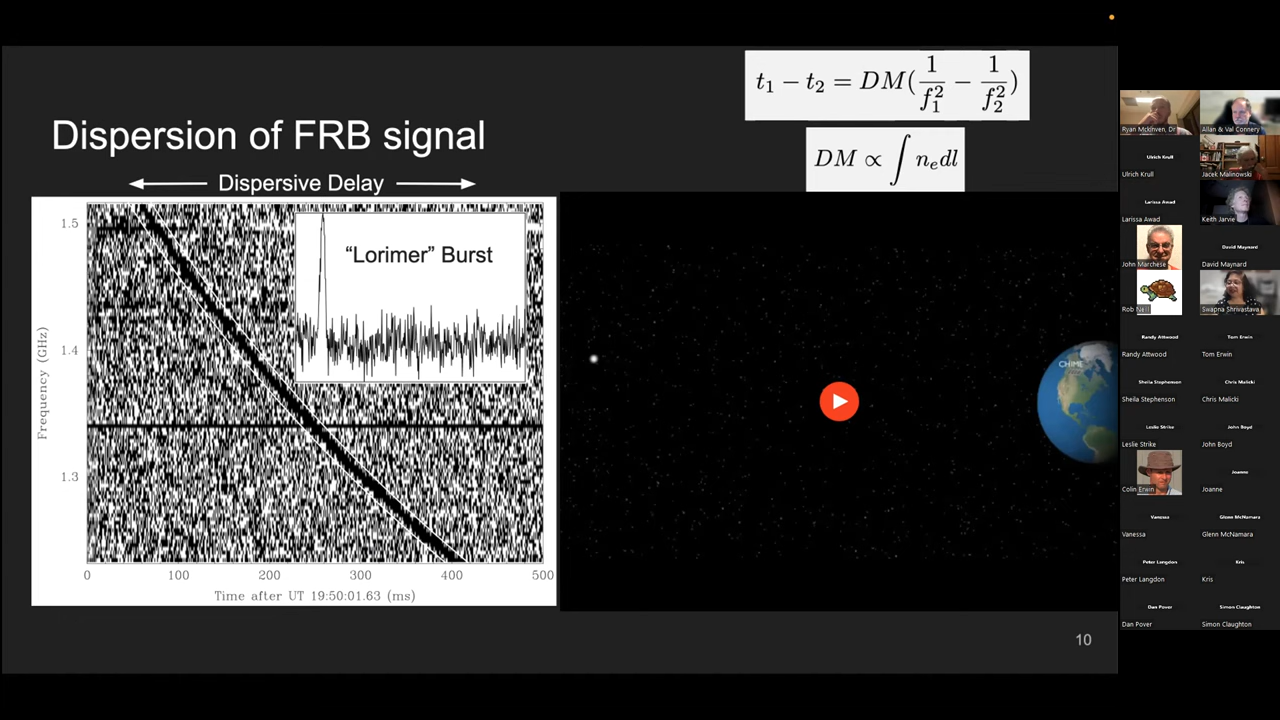 t₁ − t₂ = DM(1/f₁² − 1/f₂²)
DM ∝ ∫ nₑdl
Dispersion of FRB signal
Dispersive Delay
“Lorimer” Burst
1.5
1.4
1.3
Frequency (GHz)
0 100 200 300 400 500
Time after UT 19:50:01.63 (ms)
CHIME
10
Ryan Mckinven, Dr.
Allan & Val Connery
Ulrich Krull
Ulrich Krull
Jacek Malinowski
Larissa Awad
Larissa Awad
Keith Jarvie
John Marchese
David Maynard
David Maynard
Rob Neill
Swapna Shrivastava
Randy Attwood
Randy Attwood
Tom Erwin
Tom Erwin
Sheila Stephenson
Sheila Stephenson
Chris Malicki
Chris Malicki
Leslie Strike
Leslie Strike
John Boyd
John Boyd
Colin Erwin
Joanne
Joanne
Vanessa
Vanessa
Glenn McNamara
Glenn McNamara
Peter Langdon
Peter Langdon
Kris
Kris
Dan Pover
Dan Pover
Simon Claughton
Simon Claughton